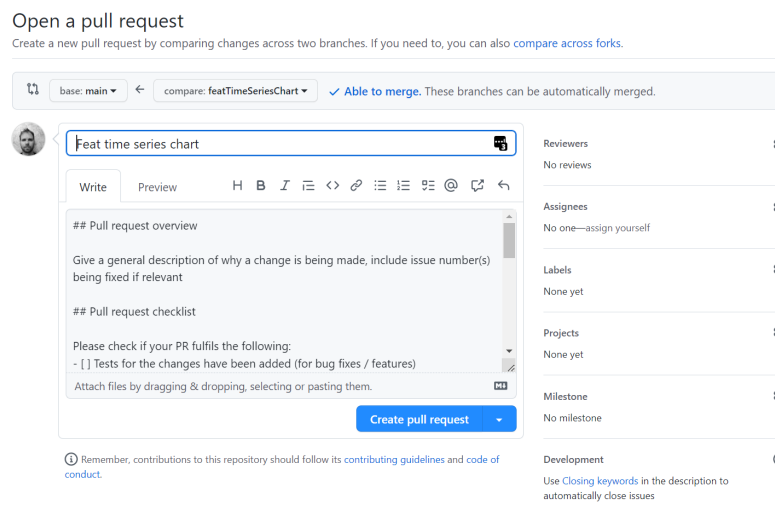 Open a pull request
Create a new pull request by comparing changes across two branches. If you need to, you can also compare across forks.
base: main compare: featTimeSeriesChart Able to merge. These branches can be automatically merged.
Feat time series chart
Write Preview
## Pull request overview
Give a general description of why a change is being made, include issue number(s)
being fixed if relevant
## Pull request checklist
Please check if your PR fulfils the following:
- [ ] Tests for the changes have been added (for bug fixes / features)
Attach files by dragging & dropping, selecting or pasting them.
Create pull request
Remember, contributions to this repository should follow its contributing guidelines and code of
conduct.
Reviewers
No reviews
Assignees
No one—assign yourself
Labels
None yet
Projects
None yet
Milestone
No milestone
Development
Use Closing keywords in the description to
automatically close issues